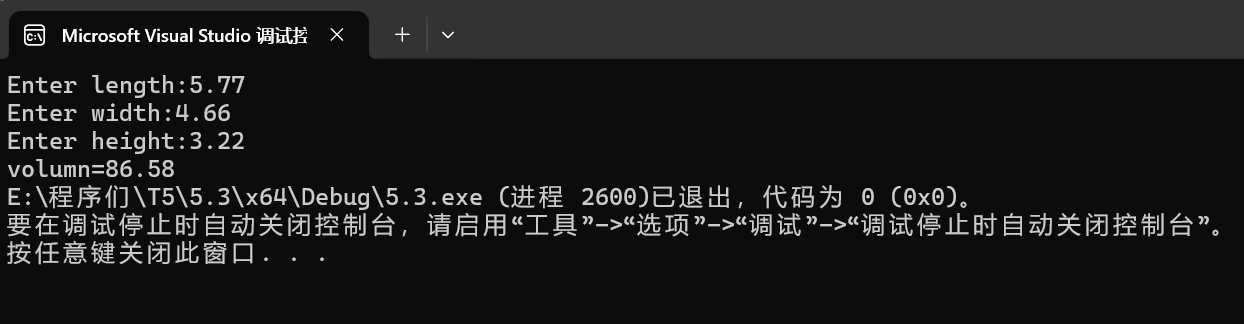 Microsoft Visual Studio 调试控
Enter length:5.77
Enter width:4.66
Enter height:3.22
volumn=86.58
E:\程序们\T5\5.3\x64\Debug\5.3.exe (进程 2600)已退出，代码为 0 (0x0)。
要在调试停止时自动关闭控制台，请启用“工具”->“选项”->“调试”->“调试停止时自动关闭控制台”。
按任意键关闭此窗口. . .